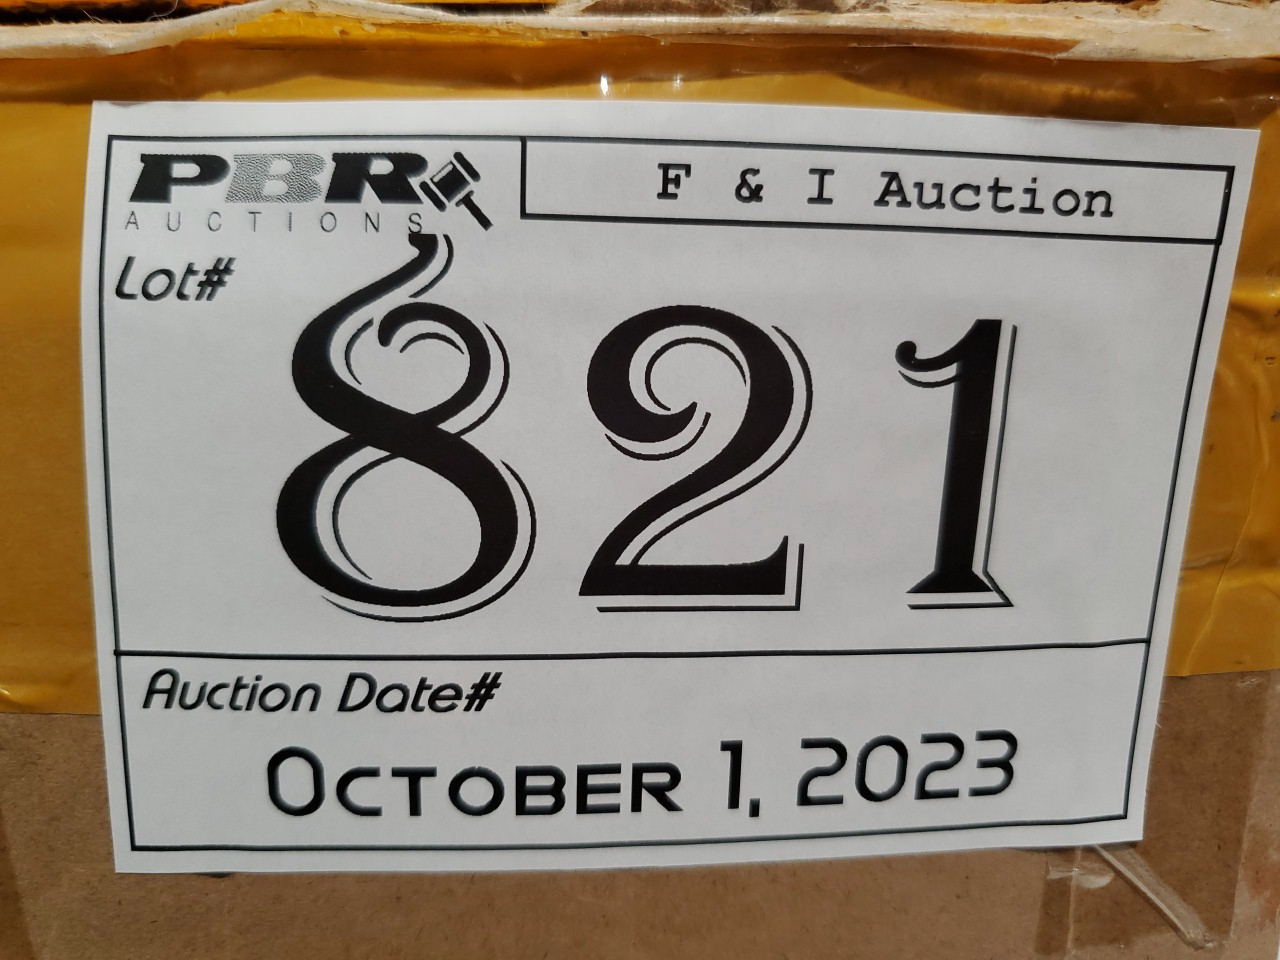 PBR
AUCTIONS
F & I Auction
Lot#
821
Auction Date#
OCTOBER 1, 2023